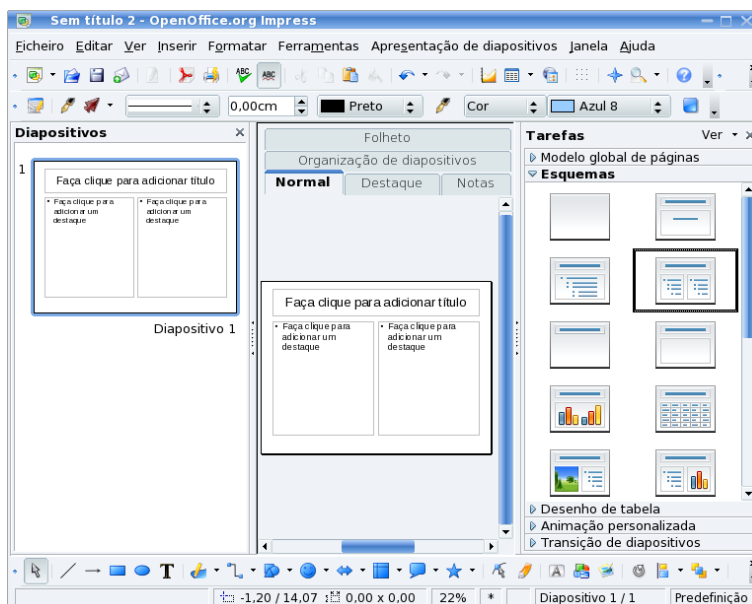 Sem título 2 - OpenOffice.org Impress
Ficheiro Editar Ver Inserir Formatar Ferramentas Apresentação de diapositivos Janela Ajuda
0,00cm Preto Cor Azul 8
Diapositivos
1
Faça clique para adicionar título
• Faça clique para adicionar um destaque
• Faça clique para adicionar um destaque
Diapositivo 1
Folheto
Organização de diapositivos
Normal Destaque Notas
Faça clique para adicionar título
• Faça clique para adicionar um destaque
• Faça clique para adicionar um destaque
Tarefas Ver
Modelo global de páginas
Esquemas
Desenho de tabela
Animação personalizada
Transição de diapositivos
-1,20 / 14,07 0,00 x 0,00 22% * Diapositivo 1 / 1 Predefinição